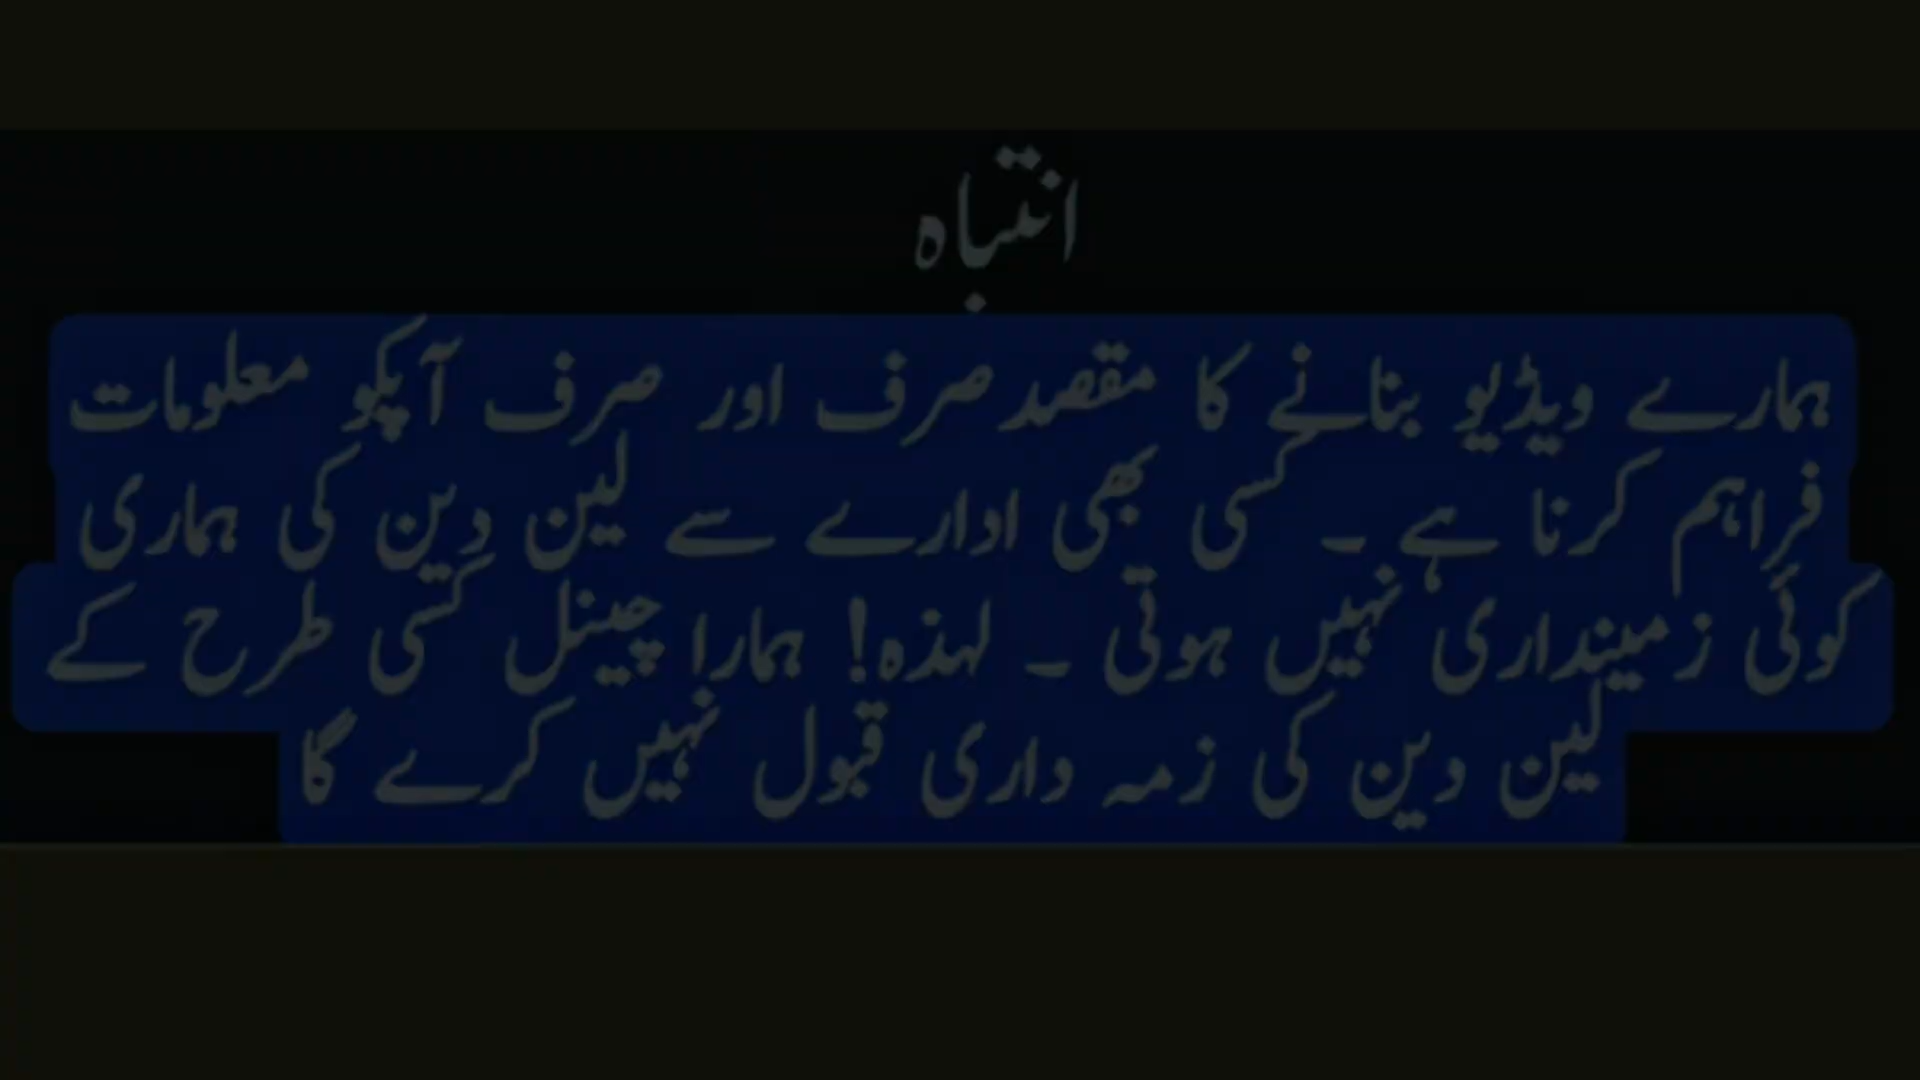 انتباہ
ہمارے ویڈیو بنانے کا مقصد صرف اور صرف آپکو معلومات
فراہم کرنا ہے ۔ کسی بھی ادارے سے لین دین کی ہماری
کوئی زمینداری نہیں ہوتی ۔ لہذہ! ہمارا چینل کسی طرح کے
لین دین کی زمہ داری قبول نہیں کرے گا